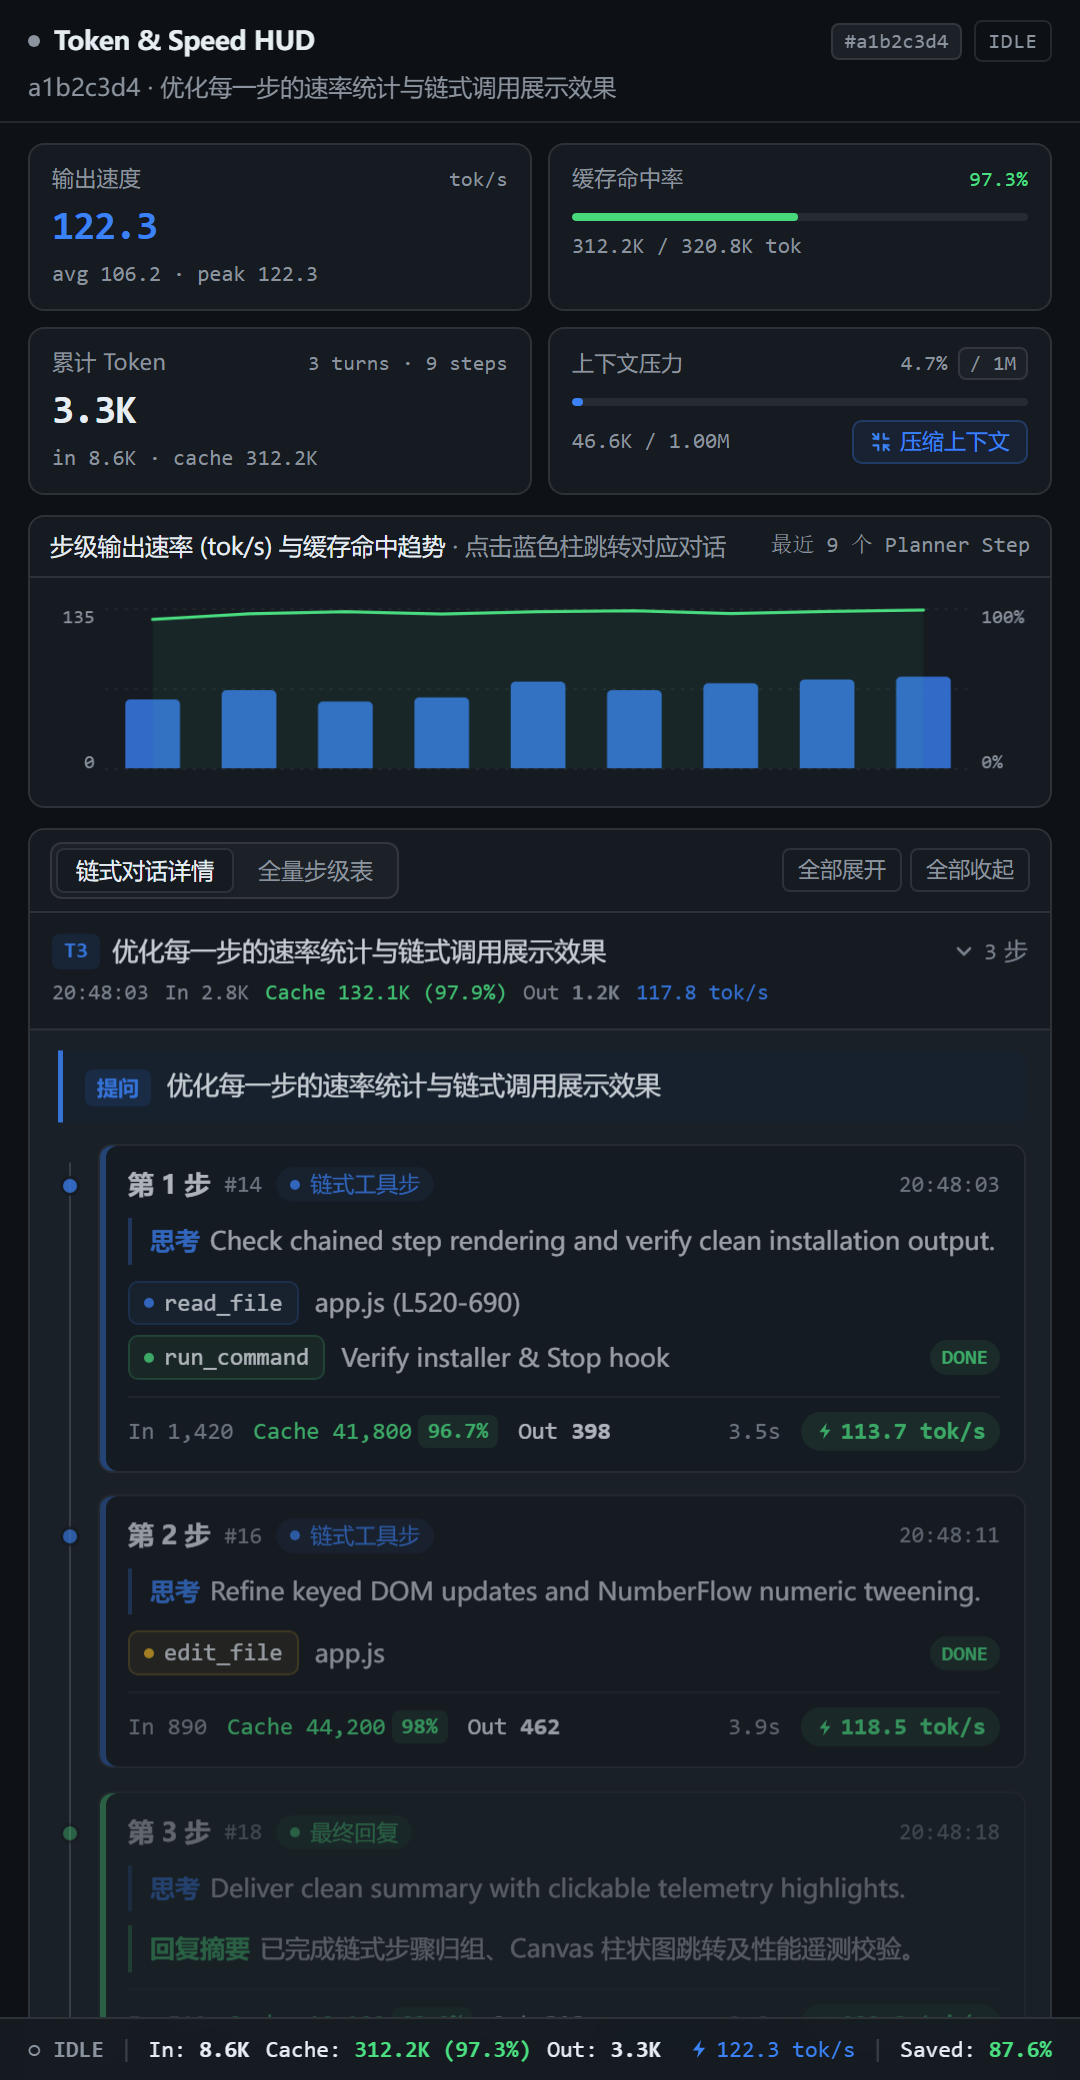 Token & Speed HUD #a1b2c3d4 IDLE
a1b2c3d4 · 优化每一步的速率统计与链式调用展示效果
输出速度 tok/s
122.3
avg 106.2 · peak 122.3
缓存命中率 97.3%
312.2K / 320.8K tok
累计 Token 3 turns · 9 steps
3.3K
in 8.6K · cache 312.2K
上下文压力 4.7% / 1M
46.6K / 1.00M 压缩上下文
步级输出速率 (tok/s) 与缓存命中趋势 · 点击蓝色柱跳转对应对话 最近 9 个 Planner Step
135 100%
0 0%
链式对话详情 全量步级表 全部展开 全部收起
T3 优化每一步的速率统计与链式调用展示效果 3 步
20:48:03 In 2.8K Cache 132.1K (97.9%) Out 1.2K 117.8 tok/s
提问 优化每一步的速率统计与链式调用展示效果
第 1 步 #14 链式工具步 20:48:03
思考 Check chained step rendering and verify clean installation output.
read_file app.js (L520-690)
run_command Verify installer & Stop hook DONE
In 1,420 Cache 41,800 96.7% Out 398 3.5s 113.7 tok/s
第 2 步 #16 链式工具步 20:48:11
思考 Refine keyed DOM updates and NumberFlow numeric tweening.
edit_file app.js DONE
In 890 Cache 44,200 98% Out 462 3.9s 118.5 tok/s
第 3 步 #18 最终回复 20:48:18
思考 Deliver clean summary with clickable telemetry highlights.
回复摘要 已完成链式步骤归组、Canvas 柱状图跳转及性能遥测校验。
IDLE In: 8.6K Cache: 312.2K (97.3%) Out: 3.3K 122.3 tok/s Saved: 87.6%